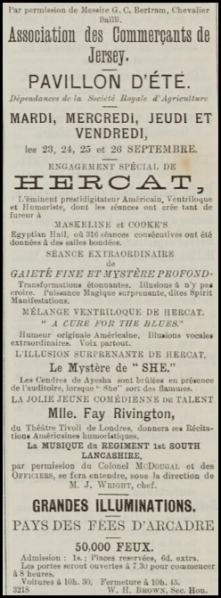 Par permission de Messire G. C. Bertram, Chevalier
Bailli.
Association des Commerçants de
Jersey.
PAVILLON D'ÉTÉ.
Dépendances de la Société Royale d'Agriculture
MARDI, MERCREDI, JEUDI ET
VENDREDI,
les 23, 24, 25 et 26 SEPTEMBRE.
ENGAGEMENT SPÉCIAL DE
HERCAT,
L'éminent prestidigitateur Américain, Ventriloque
et Humoriste, dont les séances ont crée tant de
fureur à
MASKELINE et COOKE'S
Egyptian Hall, où 316 séances consécutives ont été
données à des salles bondées.
SÉANCE EXTRAORDINAIRE
de
GAIETÉ FINE ET MYSTÈRE PROFOND.
Transformations étonnantes. Illusions à n'y pas
croire. Puissance Magique surprenante, dites Spirit
Manifestations.
MÉLANGE VENTRILOQUE DE HERCAT.
"A CURE FOR THE BLUES."
Humour originale Américaine. Illusions vocales
extraordinaires. Voix partout.
L'ILLUSION SURPRENANTE DE HERCAT,
Le Mystère de "SHE."
Les Cendres de Ayesha sont brûlées en présence
de l'auditoire, lorsque "She" sort des flammes.
LA JOLIE JEUNE COMÉDIENNE DE TALENT
Mlle. Fay Rivington,
du Théâtre Tivoli de Londres, donnera ses Récita-
tions Américaines humoristiques.
La MUSIQUE du REGIMENT 1st SOUTH
LANCASHIRE,
par permission du Colonel McDOUGAL et des
OFFICIERS, se fera entendre, sous la direction de
M. J. WRIGHT, chef.
GRANDES ILLUMINATIONS.
PAYS DES FÉES D'ARCADRE
50,000 FEUX.
Admission : 1s.; Places réservées, 6d. extra.
Les portes seront ouvertes à 7.30 pour commencer
à 8 heures.
Voitures à 10h. 30. Fermeture à 10h. 45.
3218 W. H. BROWN, Sec. Hon.